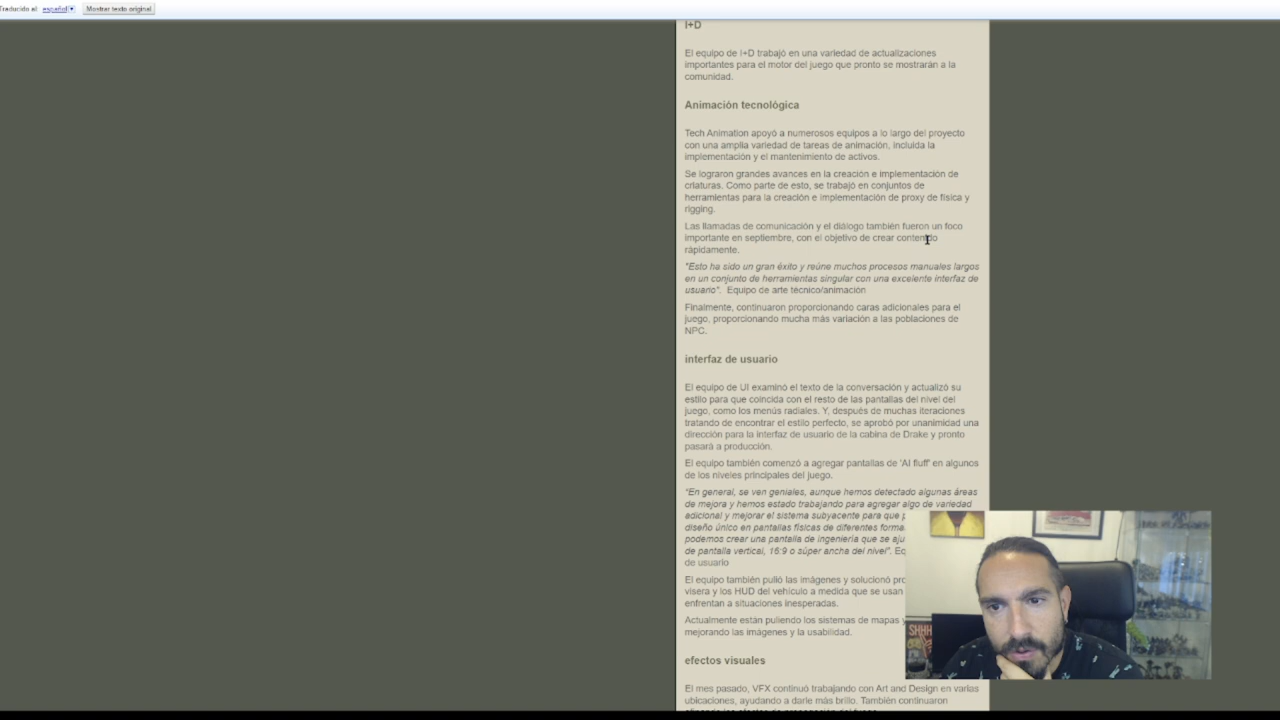 Traducido al: español Mostrar texto original
I+D
El equipo de I+D trabajó en una variedad de actualizaciones
importantes para el motor del juego que pronto se mostrarán a la
comunidad.
Animación tecnológica
Tech Animation apoyó a numerosos equipos a lo largo del proyecto
con una amplia variedad de tareas de animación, incluida la
implementación y el mantenimiento de activos.
Se lograron grandes avances en la creación e implementación de
criaturas. Como parte de esto, se trabajó en conjuntos de
herramientas para la creación e implementación de proxy de física y
rigging.
Las llamadas de comunicación y el diálogo también fueron un foco
importante en septiembre, con el objetivo de crear contenido
rápidamente.
"Esto ha sido un gran éxito y reúne muchos procesos manuales largos
en un conjunto de herramientas singular con una excelente interfaz de
usuario". Equipo de arte técnico/animación
Finalmente, continuaron proporcionando caras adicionales para el
juego, proporcionando mucha más variación a las poblaciones de
NPC.
interfaz de usuario
El equipo de UI examinó el texto de la conversación y actualizó su
estilo para que coincida con el resto de las pantallas del nivel del
juego, como los menús radiales. Y, después de muchas iteraciones
tratando de encontrar el estilo perfecto, se aprobó por unanimidad una
dirección para la interfaz de usuario de la cabina de Drake y pronto
pasará a producción.
El equipo también comenzó a agregar pantallas de 'AI fluff' en algunos
de los niveles principales del juego.
"En general, se ven geniales, aunque hemos detectado algunas áreas
de mejora y hemos estado trabajando para agregar algo de variedad
adicional y mejorar el sistema subyacente para que
diseño único en pantallas físicas de diferentes
podemos crear una pantalla de ingeniería que se
de pantalla vertical, 16:9 o súper ancha del nivel".
de usuario
El equipo también pulió las imágenes y solucionó
visera y los HUD del vehículo a medida que se usan
enfrentan a situaciones inesperadas.
Actualmente están puliendo los sistemas de mapas
mejorando las imágenes y la usabilidad.
SHHH
efectos visuales
El mes pasado, VFX continuó trabajando con Art and Design en varias
ubicaciones, ayudando a darle más brillo. También continuaron